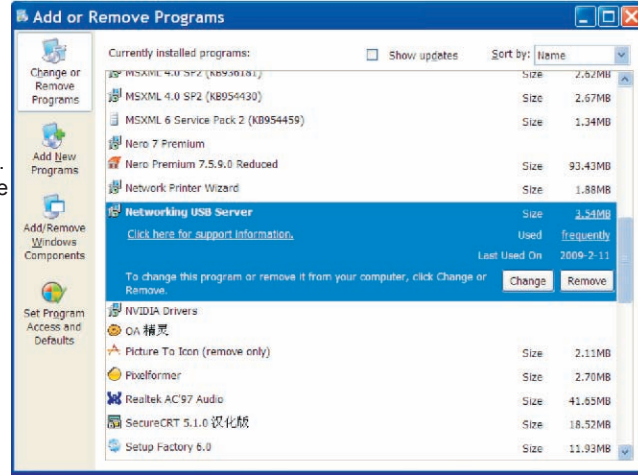 Add or Remove Programs
Change or
Remove
Programs
Add New
Programs
Add/Remove
Windows
Components
Set Program
Access and
Defaults
.
e
Currently installed programs:
Show updates
Sort by: Name
MSXML 4.0 SP2 (KB936181) Size 2.62MB
MSXML 4.0 SP2 (KB954430) Size 2.67MB
MSXML 6 Service Pack 2 (KB954459) Size 1.34MB
Nero 7 Premium
Nero Premium 7.5.9.0 Reduced Size 93.43MB
Network Printer Wizard Size 1.88MB
Networking USB Server Size 3.54MB
Click here for support information. Used frequently
Last Used On 2009-2-11
To change this program or remove it from your computer, click Change or
Remove.
Change Remove
NVIDIA Drivers
OA 精灵
Picture To Icon (remove only) Size 2.11MB
Pixelformer Size 2.70MB
Realtek AC'97 Audio Size 41.65MB
SecureCRT 5.1.0 汉化版 Size 18.52MB
Setup Factory 6.0 Size 11.93MB